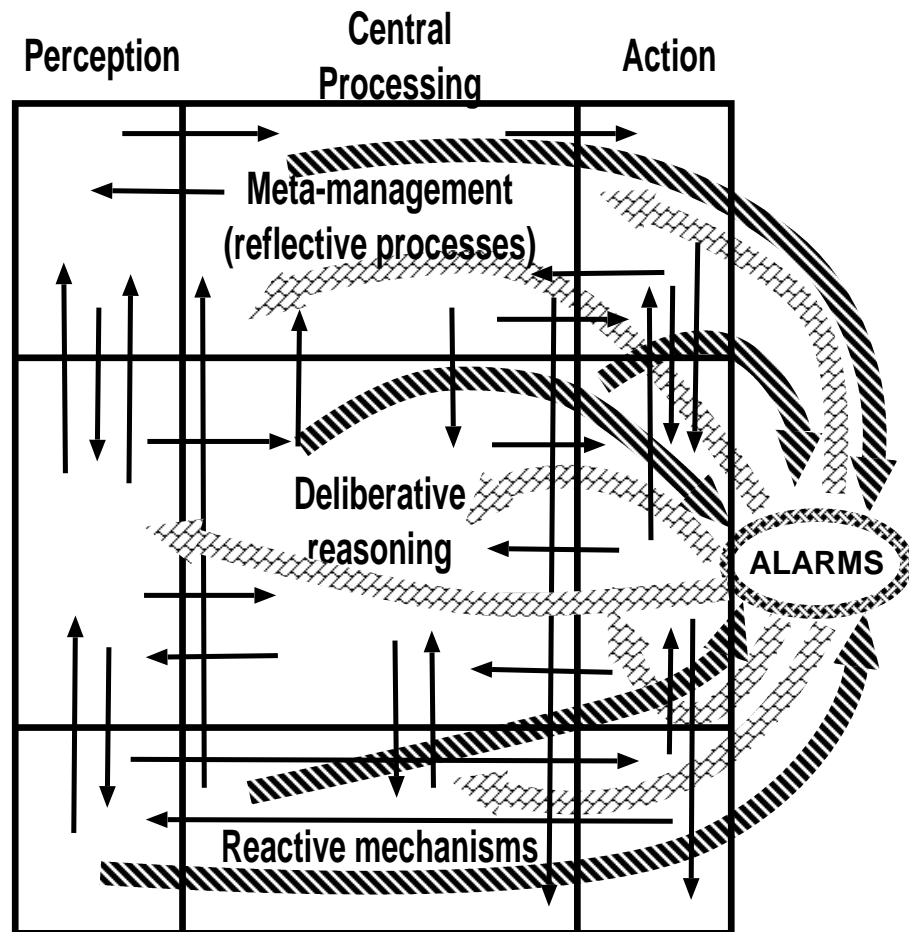 Perception
Central
Processing
Action
Meta-management
(reflective processes)
Deliberative
reasoning
ALARMS
Reactive mechanisms